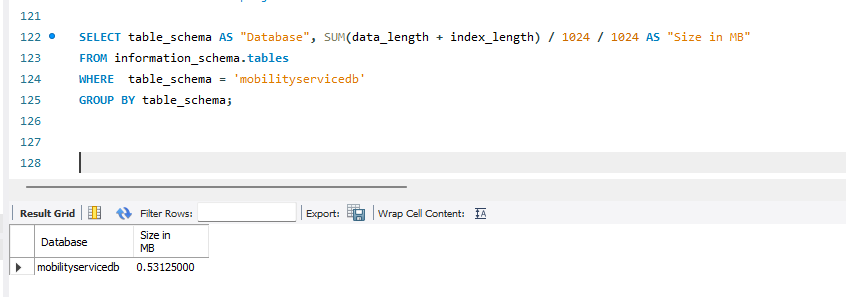 121
122 SELECT table_schema AS "Database", SUM(data_length + index_length) / 1024 / 1024 AS "Size in MB"
123 FROM information_schema.tables
124 WHERE  table_schema = 'mobilityservicedb'
125 GROUP BY table_schema;
126
127
128
Result Grid Filter Rows: Export: Wrap Cell Content: IA
Database Size in
MB
mobilityservicedb 0.53125000